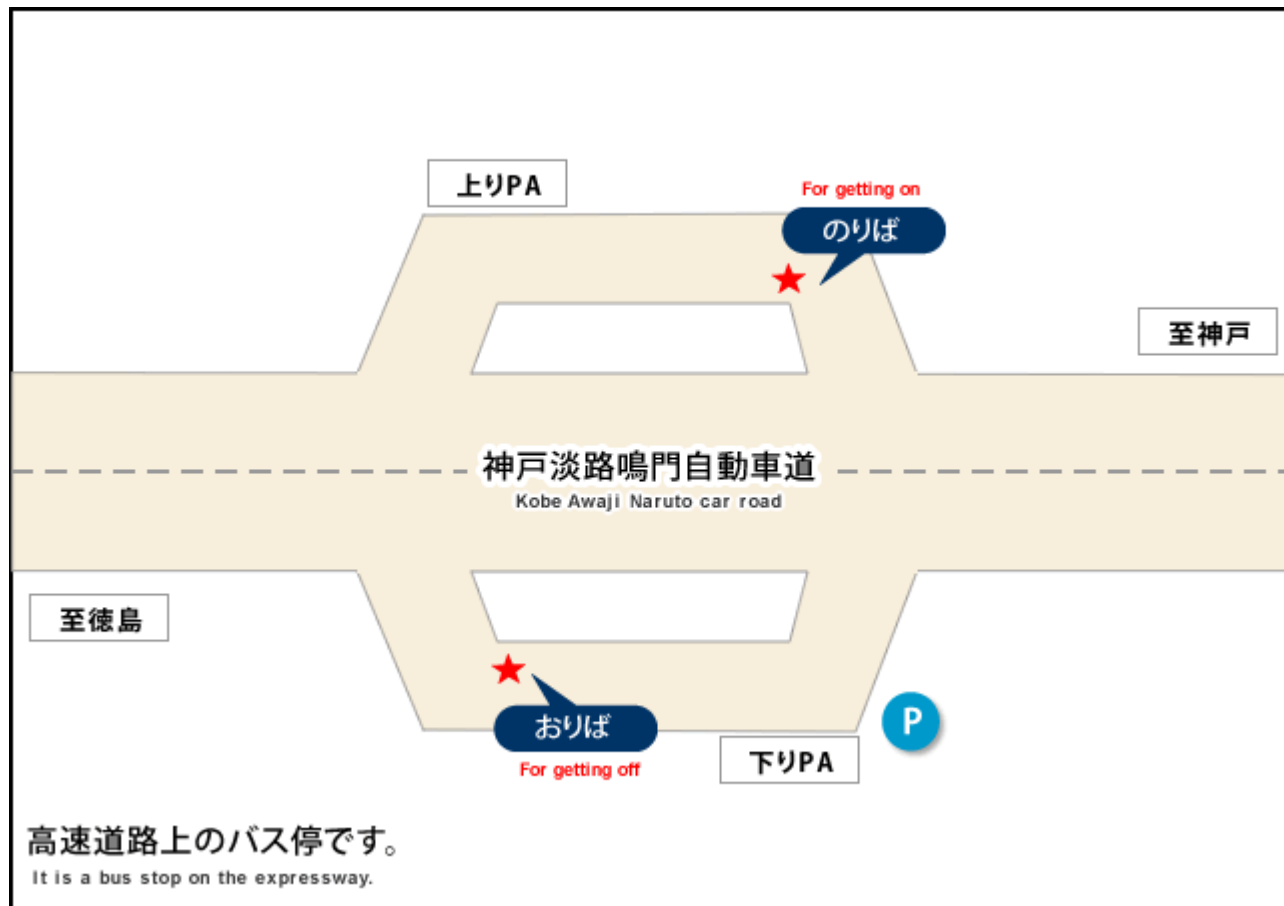 上りPA
For getting on
のりば
至神戸
神戸淡路鳴門自動車道
Kobe Awaji Naruto car road
至徳島
おりば
For getting off
P
下りPA
高速道路上のバス停です。
It is a bus stop on the expressway.